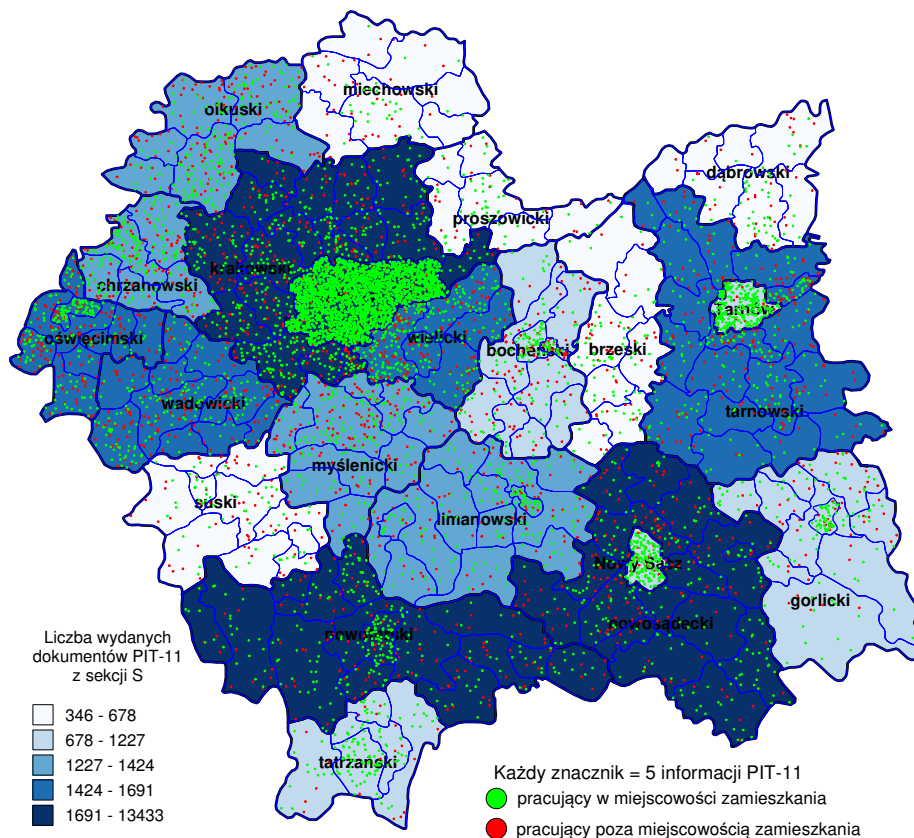 miechowski
olkuski
dąbrowski
proszowicki
krakowski
chrzanowski
Tarnów
oświęcimski
wielicki
bocheński
brzeski
wadowicki
tarnowski
myślenicki
suski
limanowski
Nowy Sącz
gorlicki
nowotarski
nowosądecki
tatrzański
Liczba wydanych
dokumentów PIT-11
z sekcji S
346 - 678
678 - 1227
1227 - 1424
1424 - 1691
1691 - 13433
Każdy znacznik = 5 informacji PIT-11
pracujący w miejscowości zamieszkania
pracujący poza miejscowością zamieszkania